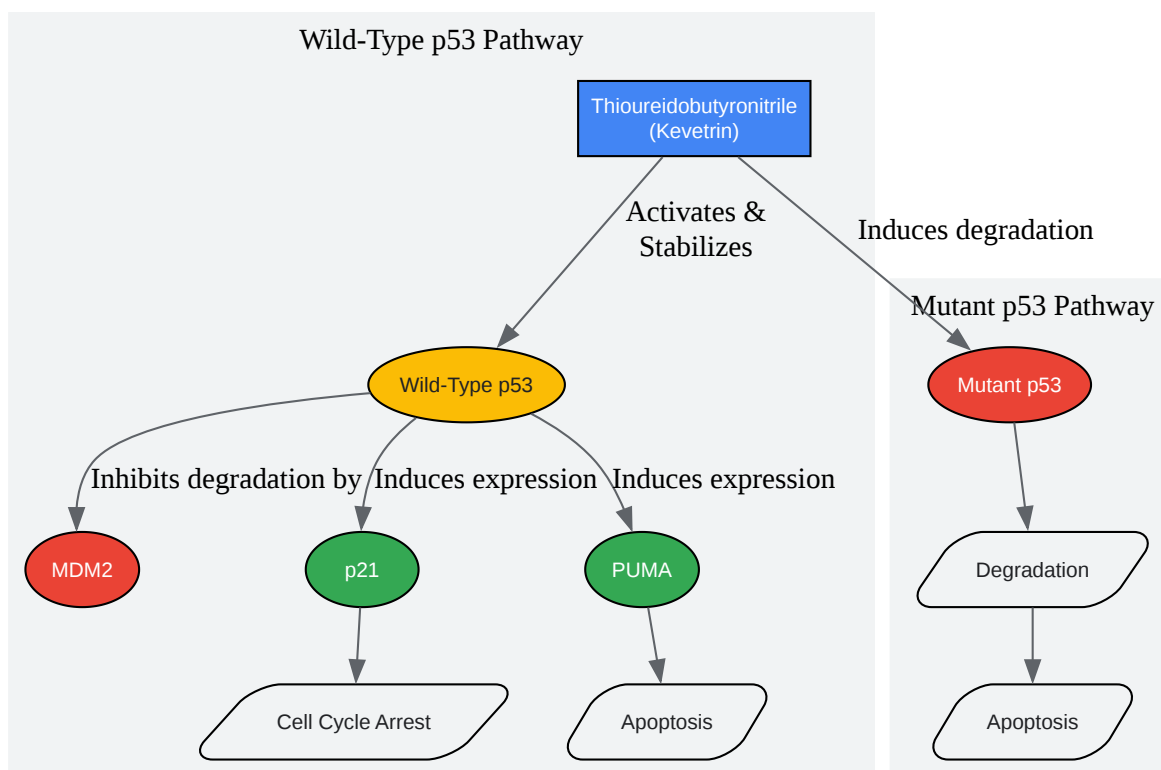 Wild-Type p53 Pathway
Thioureidobutyronitrile
(Kevetrin)
Activates &
Stabilizes
Induces degradation
Mutant p53 Pathway
Wild-Type p53
Mutant p53
Inhibits degradation by
Induces expression
Induces expression
MDM2
p21
PUMA
Degradation
Cell Cycle Arrest
Apoptosis
Apoptosis